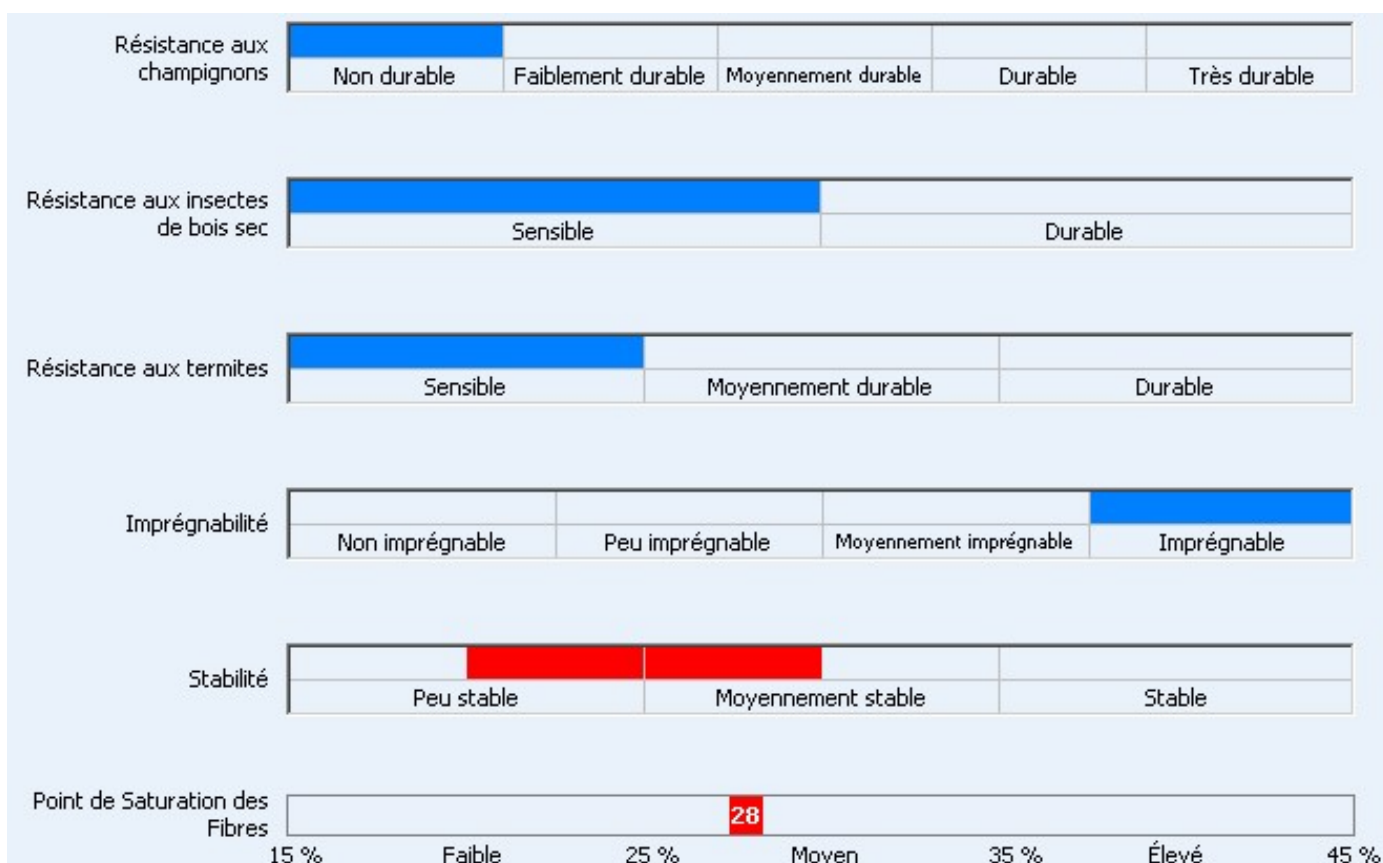 Résistance aux
champignons
Non durable Faiblement durable Moyennement durable Durable Très durable
Résistance aux insectes
de bois sec
Sensible Durable
Résistance aux termites
Sensible Moyennement durable Durable
Imprégnabilité
Non imprégnable Peu imprégnable Moyennement imprégnable Imprégnable
Stabilité
Peu stable Moyennement stable Stable
Point de Saturation des
Fibres
28
15 % Faible 25 % Moyen 35 % Élevé 45 %